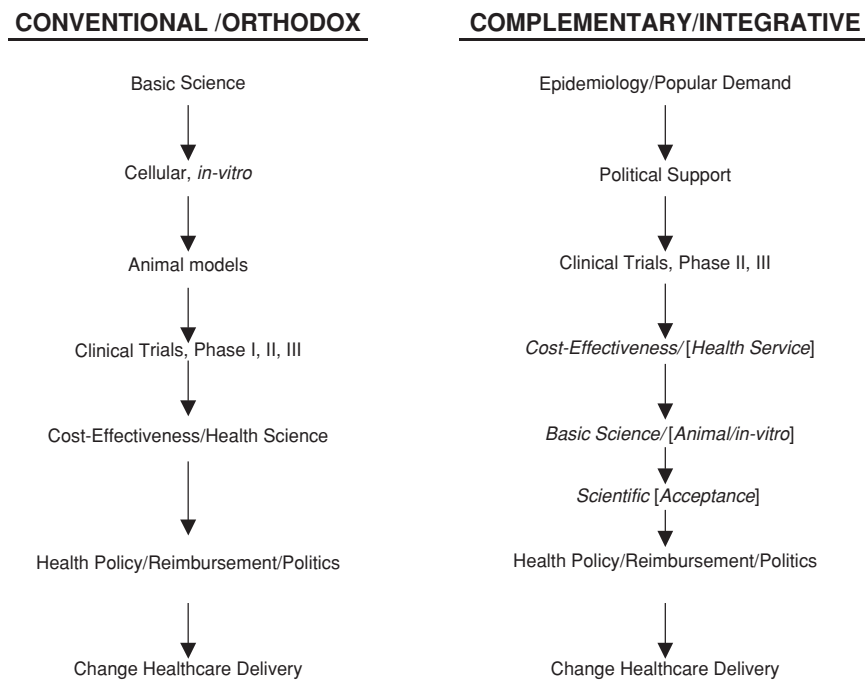 CONVENTIONAL /ORTHODOX
Basic Science
Cellular, in-vitro
Animal models
Clinical Trials, Phase I, II, III
Cost-Effectiveness/Health Science
Health Policy/Reimbursement/Politics
Change Healthcare Delivery
COMPLEMENTARY/INTEGRATIVE
Epidemiology/Popular Demand
Political Support
Clinical Trials, Phase II, III
Cost-Effectiveness/[Health Service]
Basic Science/[Animal/in-vitro]
Scientific [Acceptance]
Health Policy/Reimbursement/Politics
Change Healthcare Delivery